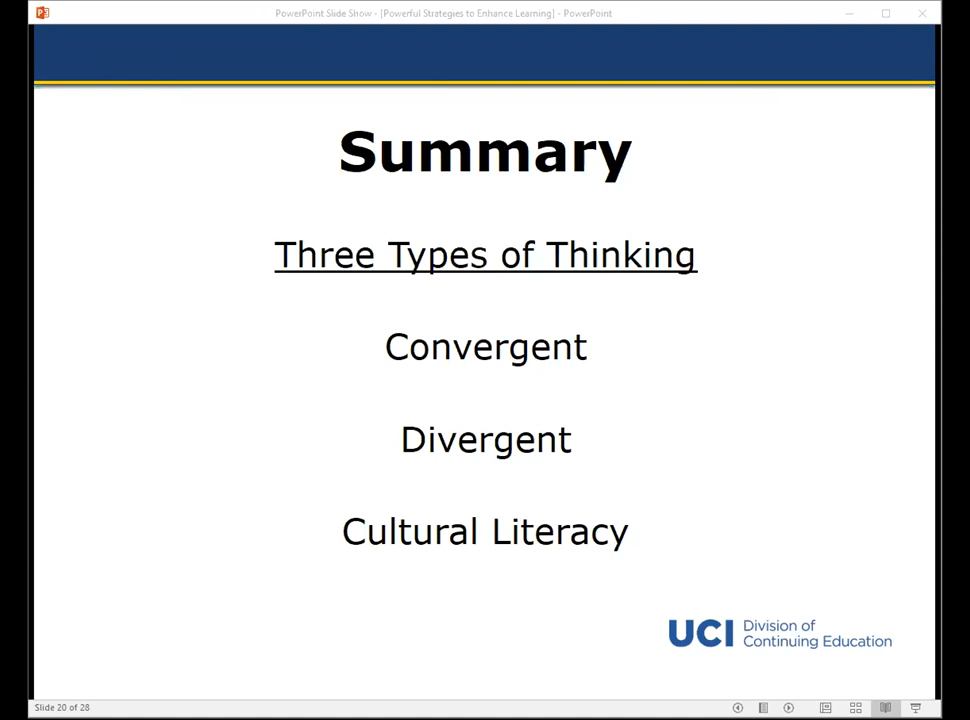 PowerPoint Slide Show - [Powerful Strategies to Enhance Learning] - PowerPoint
Summary
Three Types of Thinking
Convergent
Divergent
Cultural Literacy
UCI Division of
Continuing Education
Slide 20 of 28